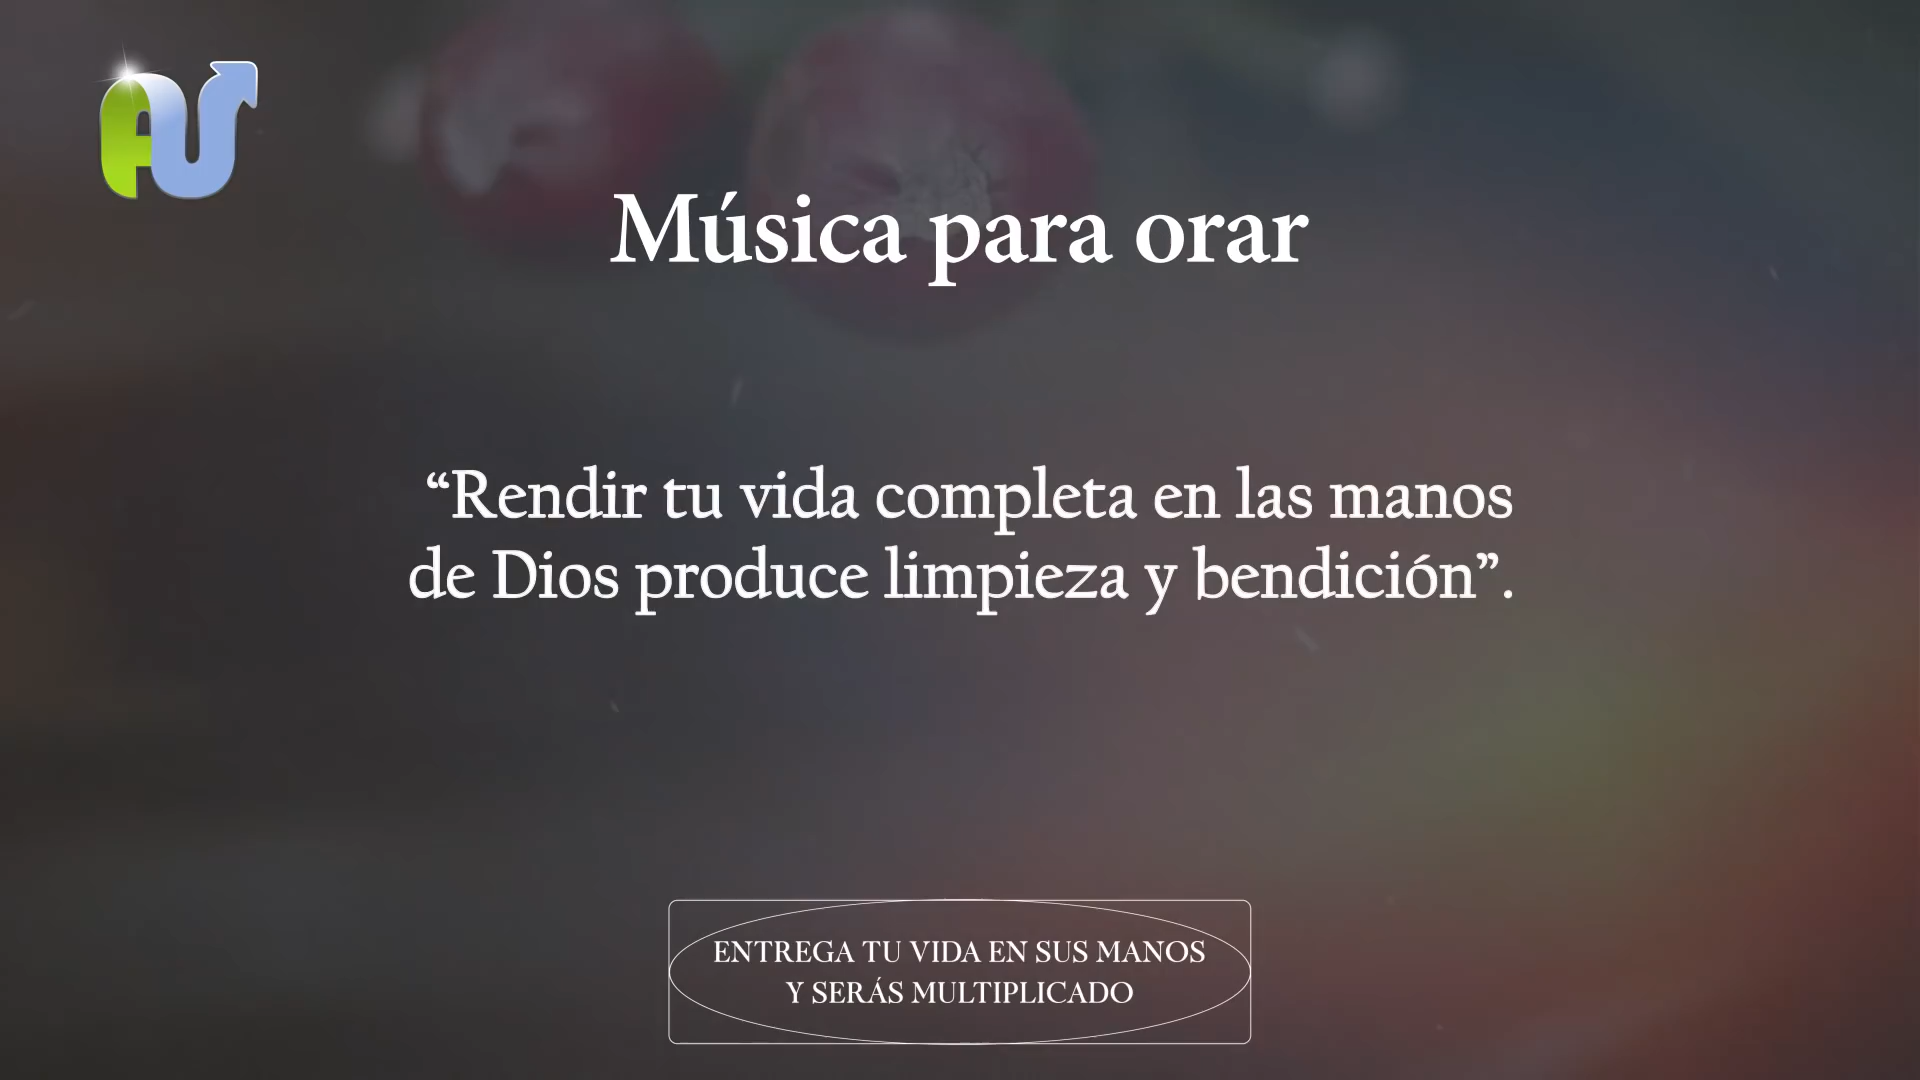 AU
Música para orar
“Rendir tu vida completa en las manos
de Dios produce limpieza y bendición”.
ENTREGA TU VIDA EN SUS MANOS
Y SERÁS MULTIPLICADO